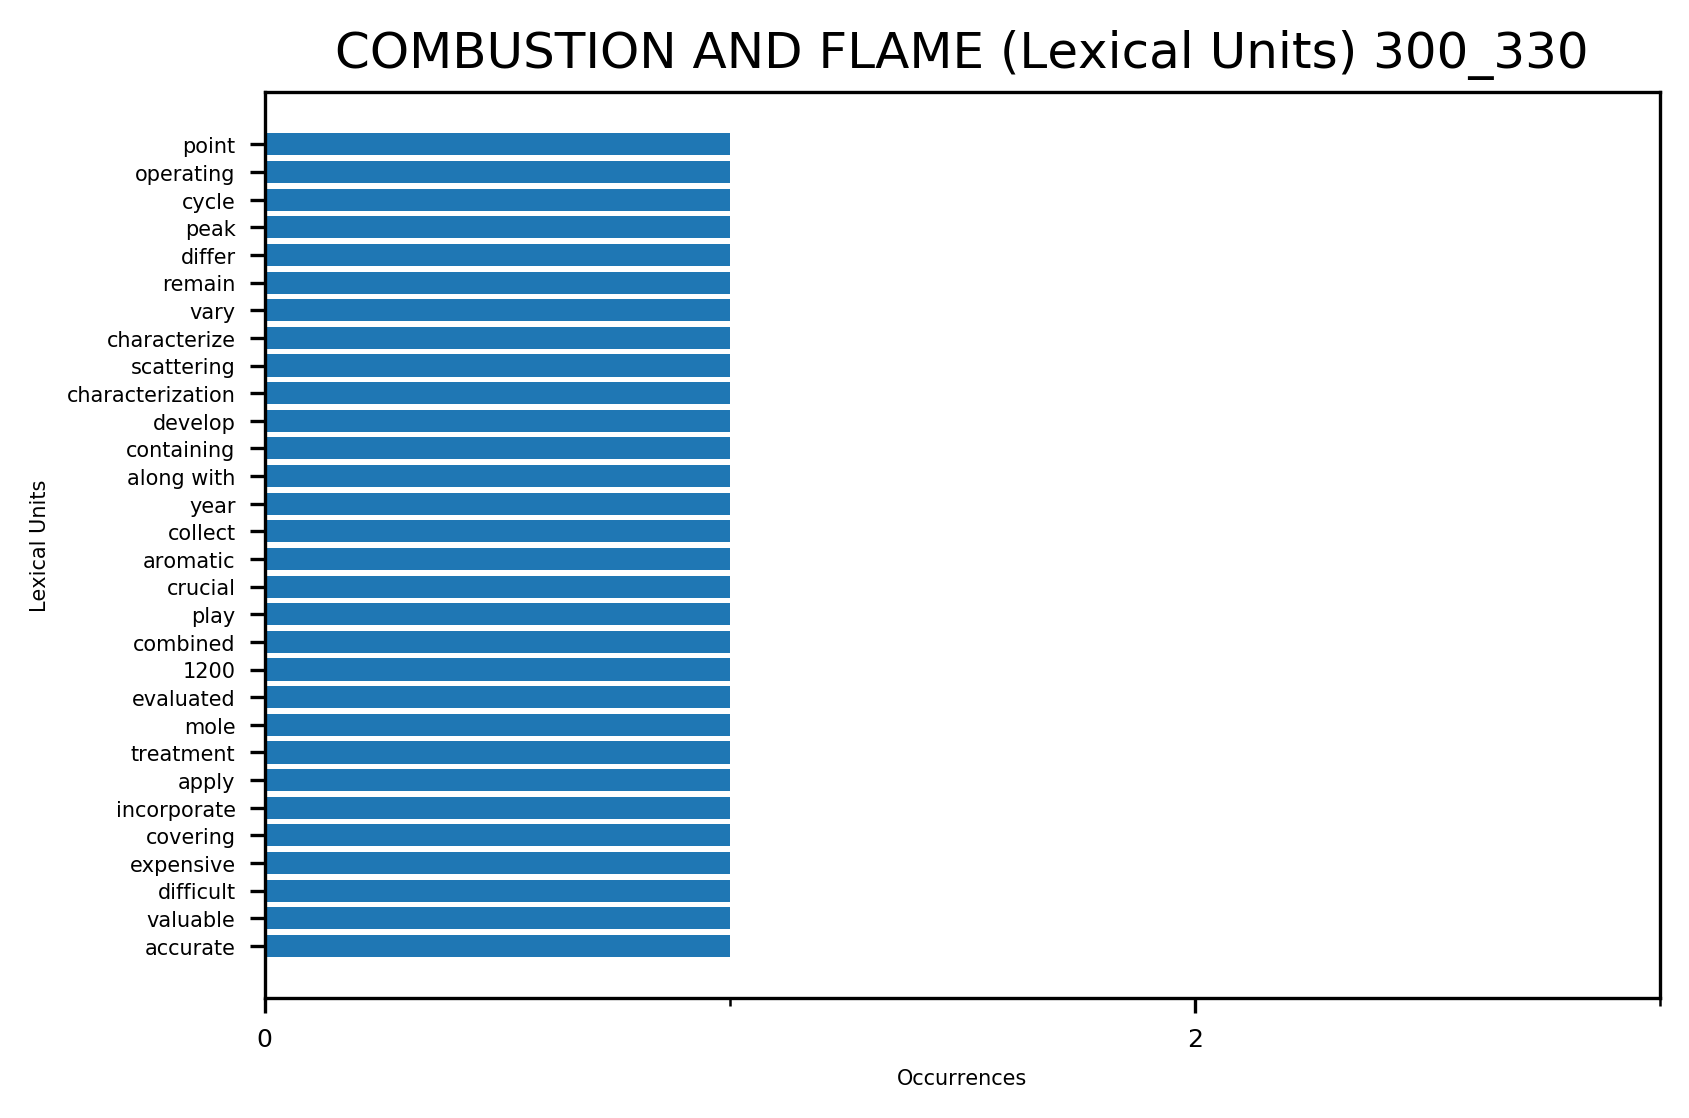 COMBUSTION AND FLAME (Lexical Units) 300_330
point
operating
cycle
peak
differ
remain
vary
characterize
scattering
characterization
develop
containing
along with
year
collect
aromatic
crucial
play
combined
1200
evaluated
mole
treatment
apply
incorporate
covering
expensive
difficult
valuable
accurate
Lexical Units
0
2
Occurrences